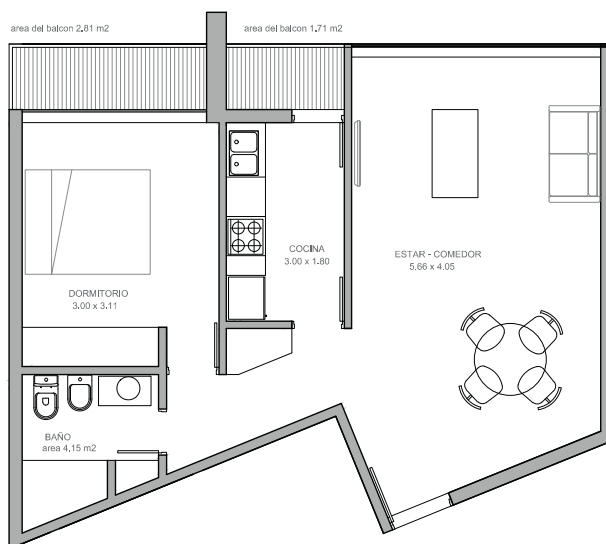 area del balcon 2.81 m2
area del balcon 1.71 m2
COCINA
3.00 x 1.80
ESTAR - COMEDOR
5.66 x 4.05
DORMITORIO
3.00 x 3.11
BAÑO
area 4,15 m2